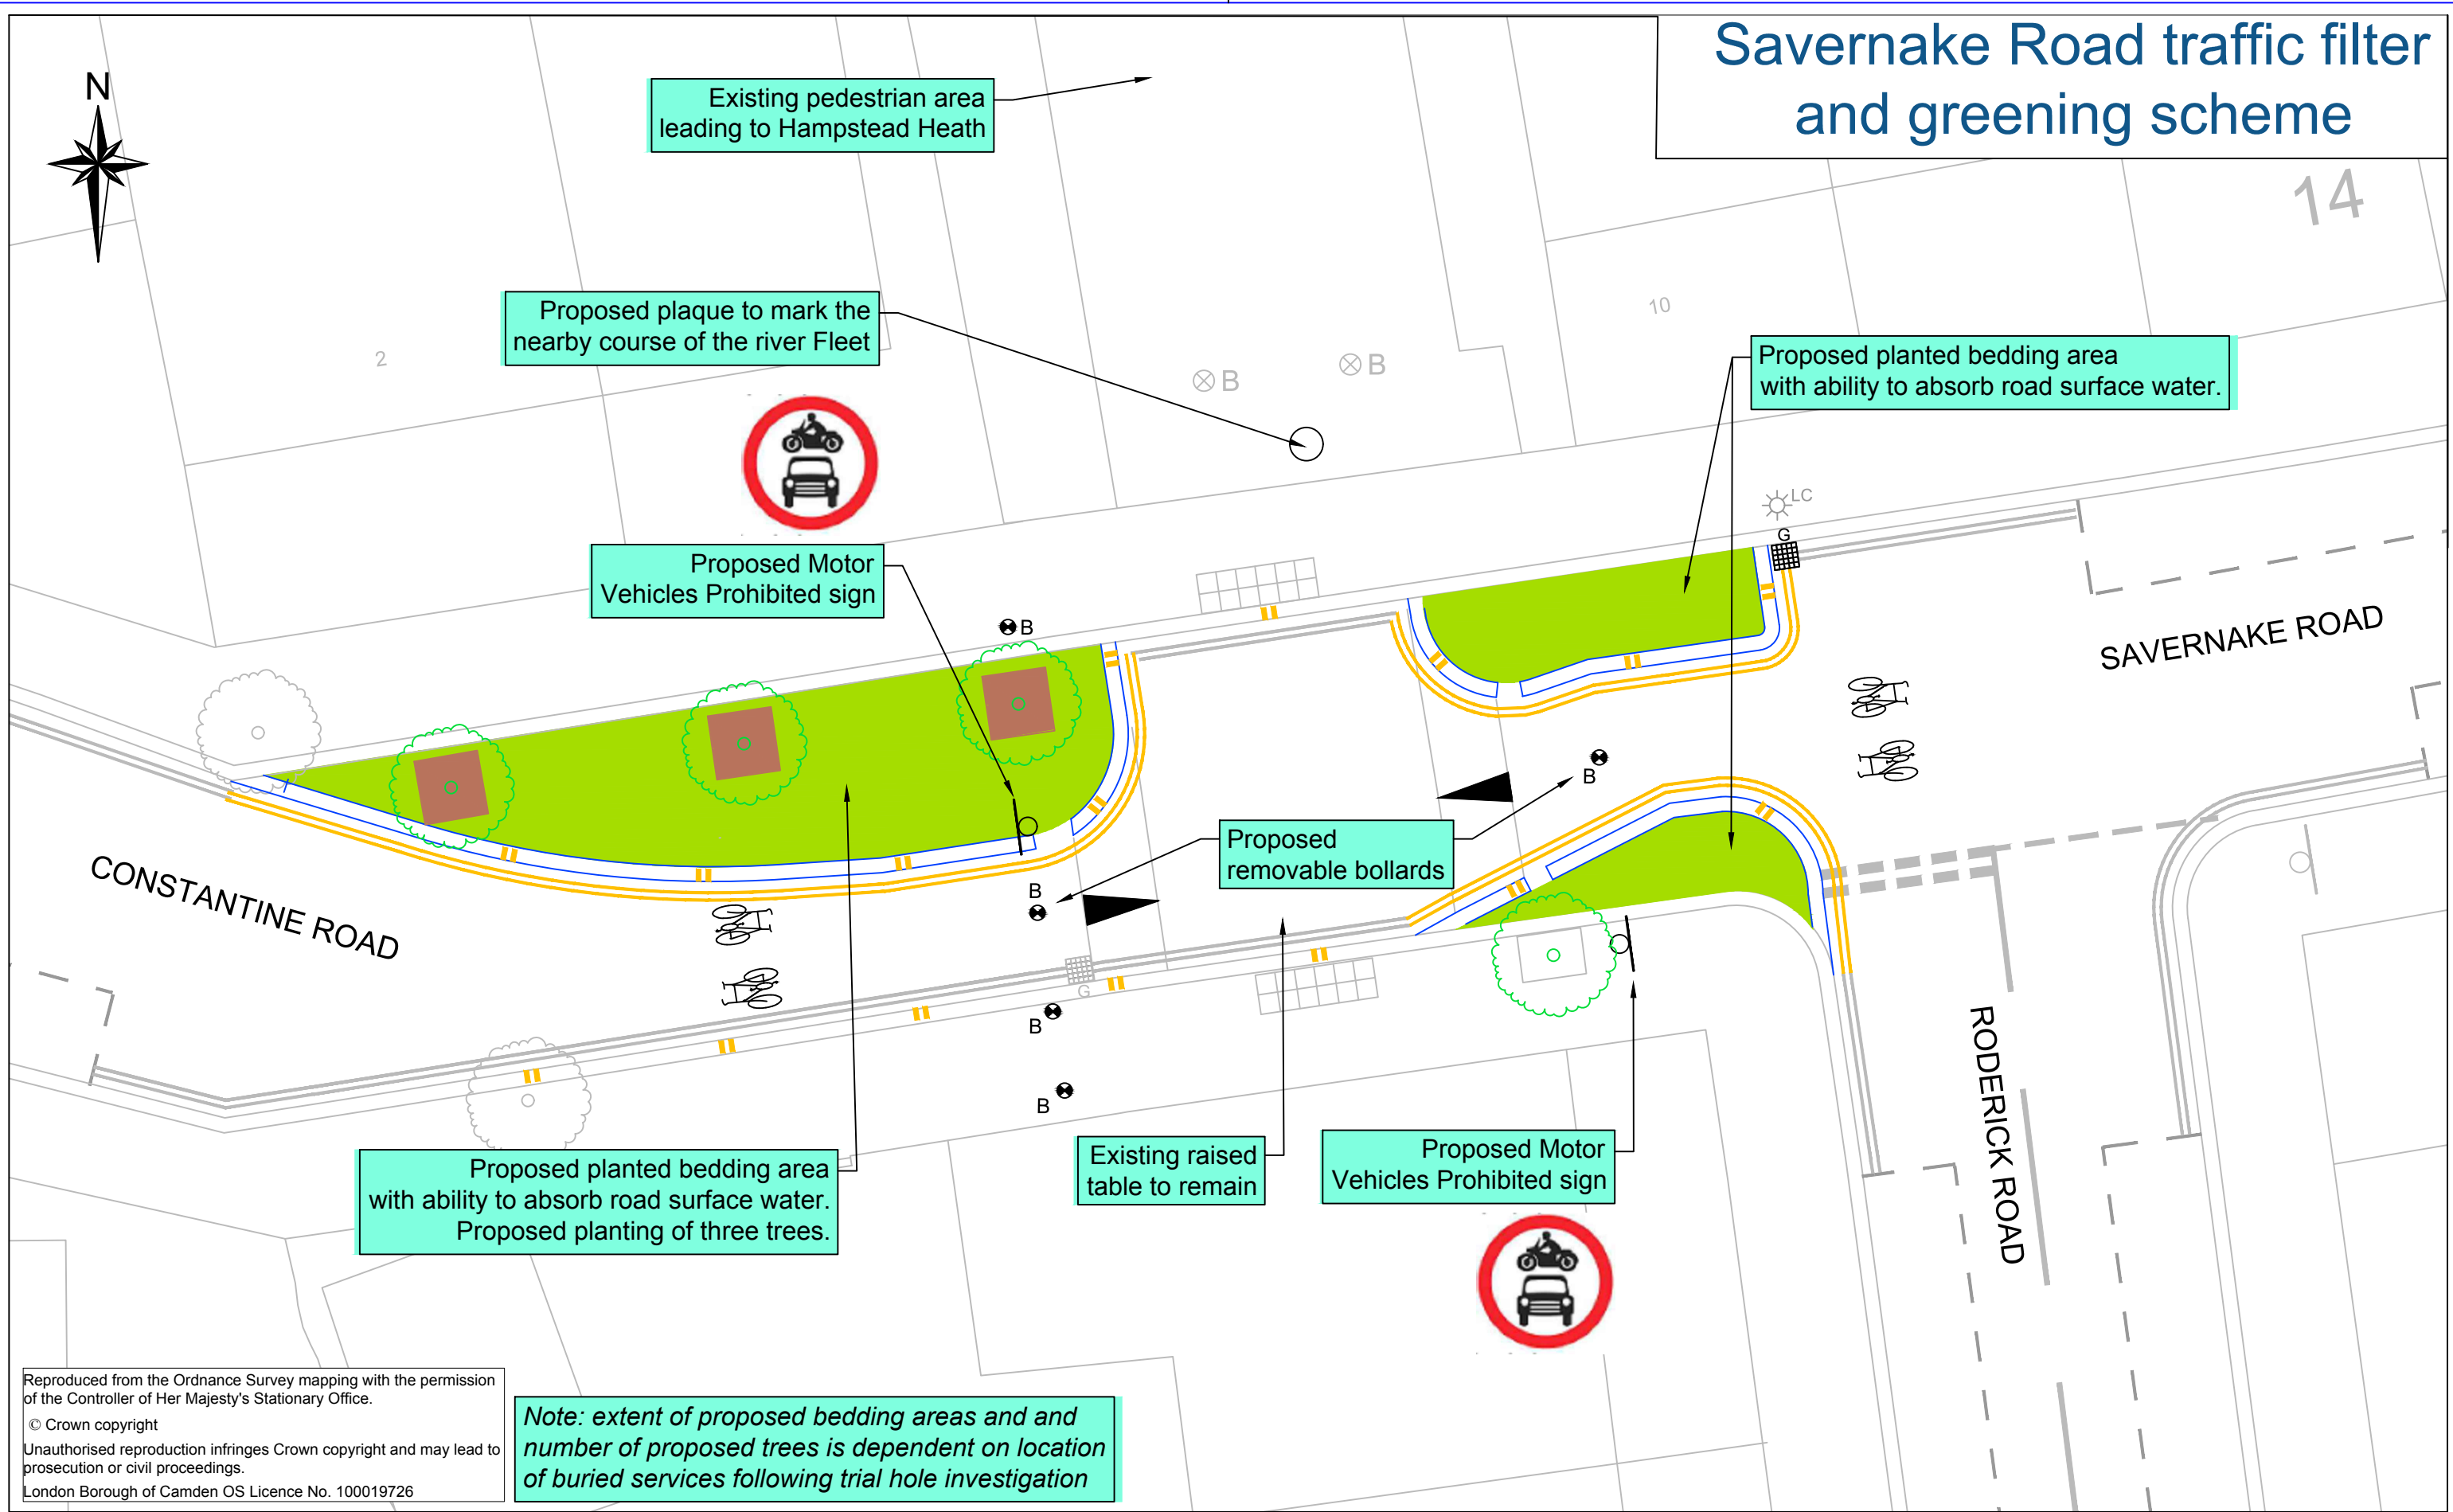 Savernake Road traffic filter
and greening scheme
N
Existing pedestrian area
leading to Hampstead Heath
14
Proposed plaque to mark the
nearby course of the river Fleet
10
2
B
B
Proposed planted bedding area
with ability to absorb road surface water.
LC
G
Proposed Motor
Vehicles Prohibited sign
B
SAVERNAKE ROAD
B
Proposed
removable bollards
CONSTANTINE ROAD
B
G
B
B
RODERICK ROAD
Proposed planted bedding area
with ability to absorb road surface water.
Proposed planting of three trees.
Existing raised
table to remain
Proposed Motor
Vehicles Prohibited sign
Reproduced from the Ordnance Survey mapping with the permission
of the Controller of Her Majesty's Stationary Office.
© Crown copyright
Unauthorised reproduction infringes Crown copyright and may lead to
prosecution or civil proceedings.
London Borough of Camden OS Licence No. 100019726
Note: extent of proposed bedding areas and and
number of proposed trees is dependent on location
of buried services following trial hole investigation